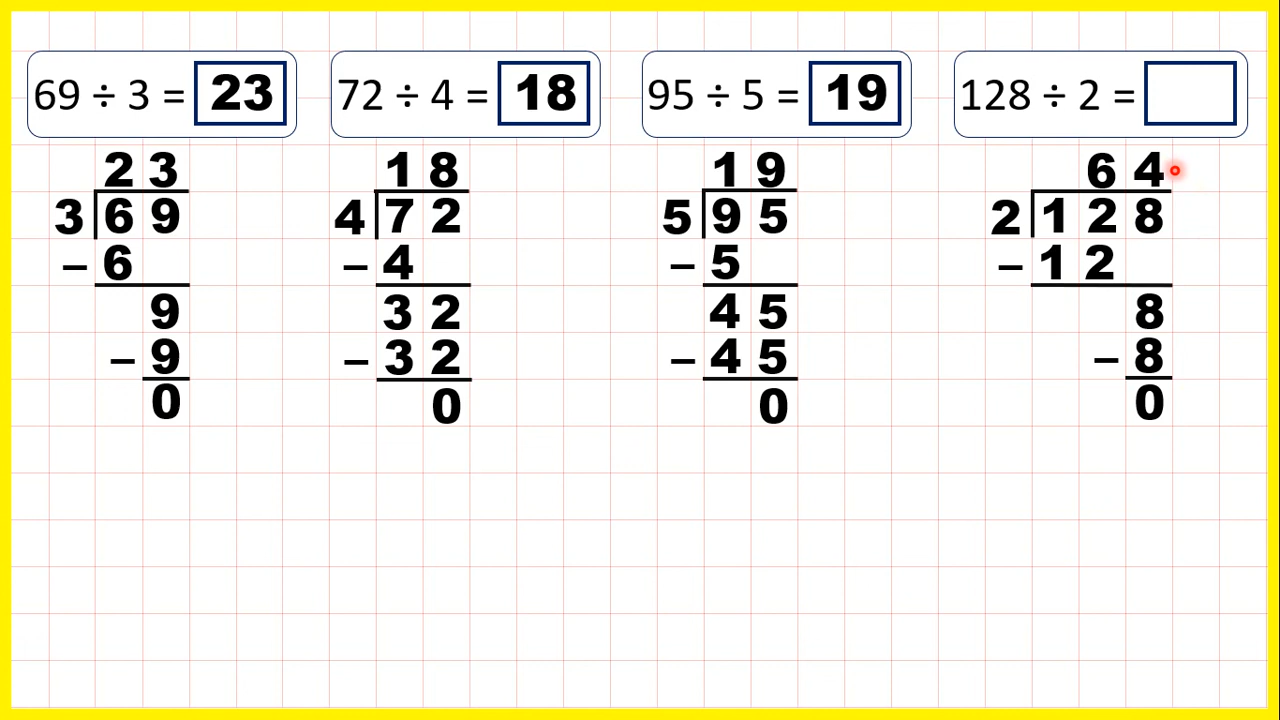 69 ÷ 3 = 23 72 ÷ 4 = 18 95 ÷ 5 = 19 128 ÷ 2 =
2 3 1 8 1 9 6 4
3 6 9 4 7 2 5 9 5 2 1 2 8
– 6 – 4 – 5 – 1 2
9 3 2 4 5 8
– 9 – 3 2 – 4 5 – 8
0 0 0 0